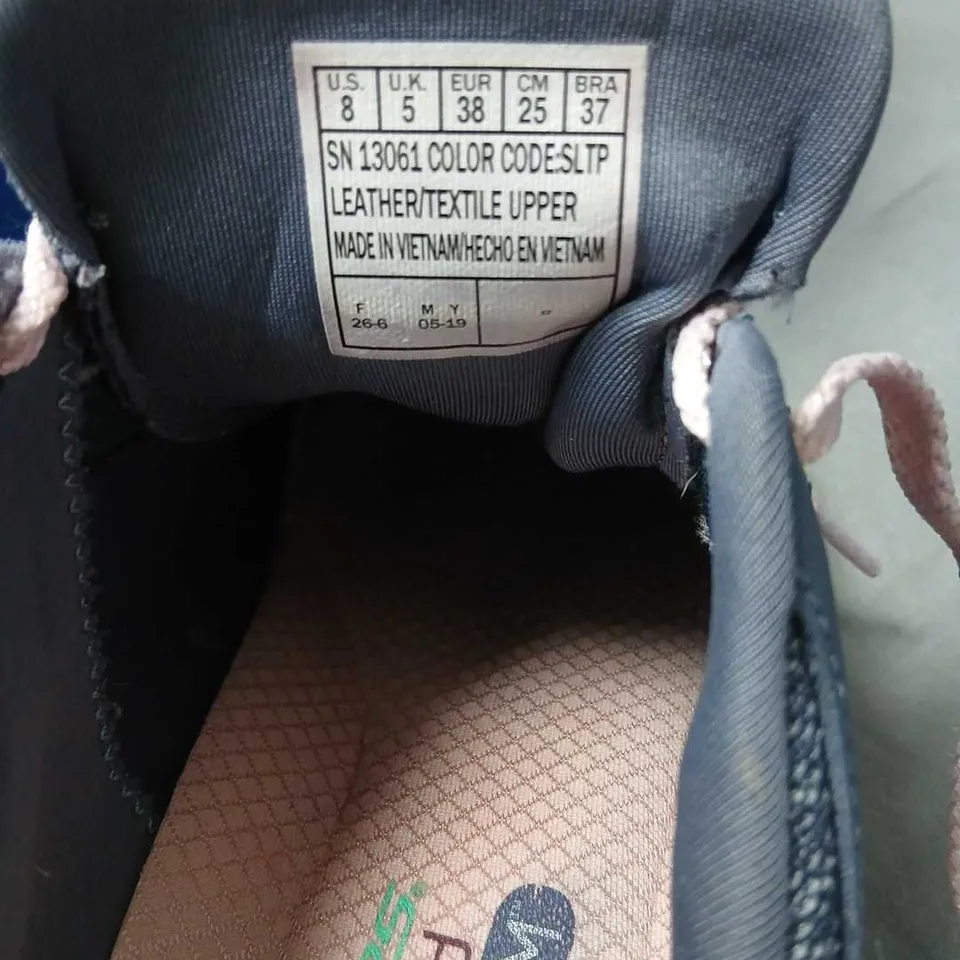 U.S. U.K. EUR CM BRA
8 5 38 25 37
SN 13061 COLOR CODE:SLTP
LEATHER/TEXTILE UPPER
MADE IN VIETNAM/HECHO EN VIETNAM
F M Y
26-6 05-19